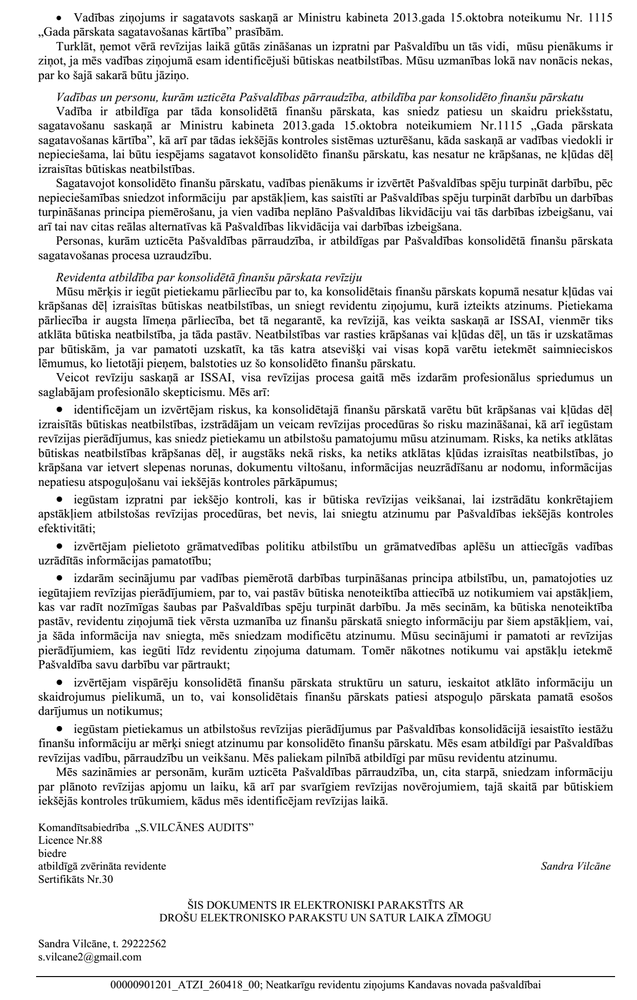 • Vadības ziņojums ir sagatavots saskaņā ar Ministru kabineta 2013.gada 15.oktobra noteikumu Nr. 1115
„Gada pārskata sagatavošanas kārtība” prasībām.
Turklāt, ņemot vērā revīzijas laikā gūtās zināšanas un izpratni par Pašvaldību un tās vidi, mūsu pienākums ir
ziņot, ja mēs vadības ziņojumā esam identificējuši būtiskas neatbilstības. Mūsu uzmanības lokā nav nonācis nekas,
par ko šajā sakarā būtu jāziņo.
Vadības un personu, kurām uzticēta Pašvaldības pārraudzība, atbildība par konsolidēto finanšu pārskatu
Vadība ir atbildīga par tāda konsolidētā finanšu pārskata, kas sniedz patiesu un skaidru priekšstatu,
sagatavošanu saskaņā ar Ministru kabineta 2013.gada 15.oktobra noteikumiem Nr.1115 „Gada pārskata
sagatavošanas kārtība”, kā arī par tādas iekšējās kontroles sistēmas uzturēšanu, kāda saskaņā ar vadības viedokli ir
nepieciešama, lai būtu iespējams sagatavot konsolidēto finanšu pārskatu, kas nesatur ne krāpšanas, ne kļūdas dēļ
izraisītas būtiskas neatbilstības.
Sagatavojot konsolidēto finanšu pārskatu, vadības pienākums ir izvērtēt Pašvaldības spēju turpināt darbību, pēc
nepieciešamības sniedzot informāciju par apstākļiem, kas saistīti ar Pašvaldības spēju turpināt darbību un darbības
turpināšanas principa piemērošanu, ja vien vadība neplāno Pašvaldības likvidāciju vai tās darbības izbeigšanu, vai
arī tai nav citas reālas alternatīvas kā Pašvaldības likvidācija vai darbības izbeigšana.
Personas, kurām uzticēta Pašvaldības pārraudzība, ir atbildīgas par Pašvaldības konsolidētā finanšu pārskata
sagatavošanas procesa uzraudzību.
Revidenta atbildība par konsolidētā finanšu pārskata revīziju
Mūsu mērķis ir iegūt pietiekamu pārliecību par to, ka konsolidētais finanšu pārskats kopumā nesatur kļūdas vai
krāpšanas dēļ izraisītas būtiskas neatbilstības, un sniegt revidentu ziņojumu, kurā izteikts atzinums. Pietiekama
pārliecība ir augsta līmeņa pārliecība, bet tā negarantē, ka revīzijā, kas veikta saskaņā ar ISSAI, vienmēr tiks
atklāta būtiska neatbilstība, ja tāda pastāv. Neatbilstības var rasties krāpšanas vai kļūdas dēļ, un tās ir uzskatāmas
par būtiskām, ja var pamatoti uzskatīt, ka tās katra atsevišķi vai visas kopā varētu ietekmēt saimnieciskos
lēmumus, ko lietotāji pieņem, balstoties uz šo konsolidēto finanšu pārskatu.
Veicot revīziju saskaņā ar ISSAI, visa revīzijas procesa gaitā mēs izdarām profesionālus spriedumus un
saglabājam profesionālo skepticismu. Mēs arī:
• identificējam un izvērtējam riskus, ka konsolidētajā finanšu pārskatā varētu būt krāpšanas vai kļūdas dēļ
izraisītās būtiskas neatbilstības, izstrādājam un veicam revīzijas procedūras šo risku mazināšanai, kā arī iegūstam
revīzijas pierādījumus, kas sniedz pietiekamu un atbilstošu pamatojumu mūsu atzinumam. Risks, ka netiks atklātas
būtiskas neatbilstības krāpšanas dēļ, ir augstāks nekā risks, ka netiks atklātas kļūdas izraisītas neatbilstības, jo
krāpšana var ietvert slepenas norunas, dokumentu viltošanu, informācijas neuzrādīšanu ar nodomu, informācijas
nepatiesu atspoguļošanu vai iekšējās kontroles pārkāpumus;
• iegūstam izpratni par iekšējo kontroli, kas ir būtiska revīzijas veikšanai, lai izstrādātu konkrētajiem
apstākļiem atbilstošas revīzijas procedūras, bet nevis, lai sniegtu atzinumu par Pašvaldības iekšējās kontroles
efektivitāti;
• izvērtējam pielietoto grāmatvedības politiku atbilstību un grāmatvedības aplēšu un attiecīgās vadības
uzrādītās informācijas pamatotību;
• izdarām secinājumu par vadības piemērotā darbības turpināšanas principa atbilstību, un, pamatojoties uz
iegūtajiem revīzijas pierādījumiem, par to, vai pastāv būtiska nenoteiktība attiecībā uz notikumiem vai apstākļiem,
kas var radīt nozīmīgas šaubas par Pašvaldības spēju turpināt darbību. Ja mēs secinām, ka būtiska nenoteiktība
pastāv, revidentu ziņojumā tiek vērsta uzmanība uz finanšu pārskatā sniegto informāciju par šiem apstākļiem, vai,
ja šāda informācija nav sniegta, mēs sniedzam modificētu atzinumu. Mūsu secinājumi ir pamatoti ar revīzijas
pierādījumiem, kas iegūti līdz revidentu ziņojuma datumam. Tomēr nākotnes notikumu vai apstākļu ietekmē
Pašvaldība savu darbību var pārtraukt;
• izvērtējam vispārēju konsolidētā finanšu pārskata struktūru un saturu, ieskaitot atklāto informāciju un
skaidrojumus pielikumā, un to, vai konsolidētais finanšu pārskats patiesi atspoguļo pārskata pamatā esošos
darījumus un notikumus;
• iegūstam pietiekamus un atbilstošus revīzijas pierādījumus par Pašvaldības konsolidācijā iesaistīto iestāžu
finanšu informāciju ar mērķi sniegt atzinumu par konsolidēto finanšu pārskatu. Mēs esam atbildīgi par Pašvaldības
revīzijas vadību, pārraudzību un veikšanu. Mēs paliekam pilnībā atbildīgi par mūsu revidentu atzinumu.
Mēs sazināmies ar personām, kurām uzticēta Pašvaldības pārraudzība, un, cita starpā, sniedzam informāciju
par plānoto revīzijas apjomu un laiku, kā arī par svarīgiem revīzijas novērojumiem, tajā skaitā par būtiskiem
iekšējās kontroles trūkumiem, kādus mēs identificējam revīzijas laikā.
Komandītsabiedrība „S.VILCĀNES AUDITS”
Licence Nr.88
biedre
atbildīgā zvērināta revidente Sandra Vilcāne
Sertifikāts Nr.30
ŠIS DOKUMENTS IR ELEKTRONISKI PARAKSTĪTS AR
DROŠU ELEKTRONISKO PARAKSTU UN SATUR LAIKA ZĪMOGU
Sandra Vilcāne, t. 29222562
s.vilcane2@gmail.com
00000901201_ATZI_260418_00; Neatkarīgu revidentu ziņojums Kandavas novada pašvaldībai